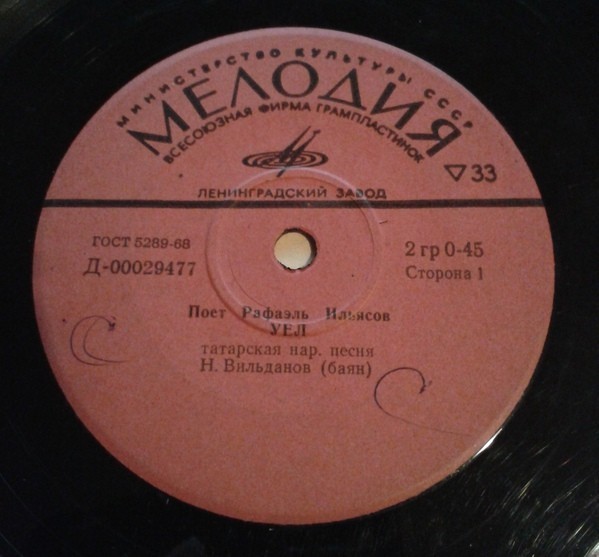 МИНИСТЕРСТВО КУЛЬТУРЫ СССР
МЕЛОДИЯ
ВСЕСОЮЗНАЯ ФИРМА ГРАМПЛАСТИНОК
▽33
ЛЕНИНГРАДСКИЙ ЗАВОД
ГОСТ 5289-68
2 гр 0-45
Д-00029477
Сторона 1
Поет Рафаэль Ильясов
УЕЛ
татарская нар. песня
Н. Вильданов (баян)